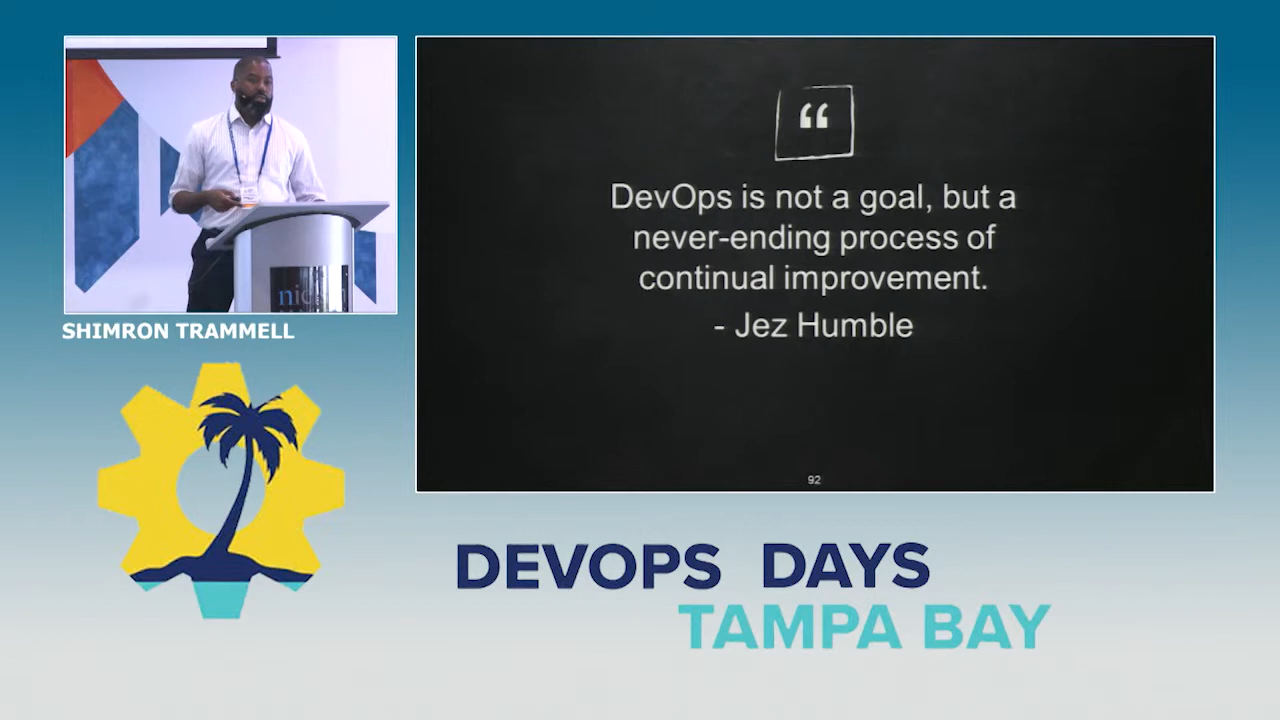 “
DevOps is not a goal, but a
never-ending process of
continual improvement.
- Jez Humble
92
SHIMRON TRAMMELL
DEVOPS DAYS
TAMPA BAY